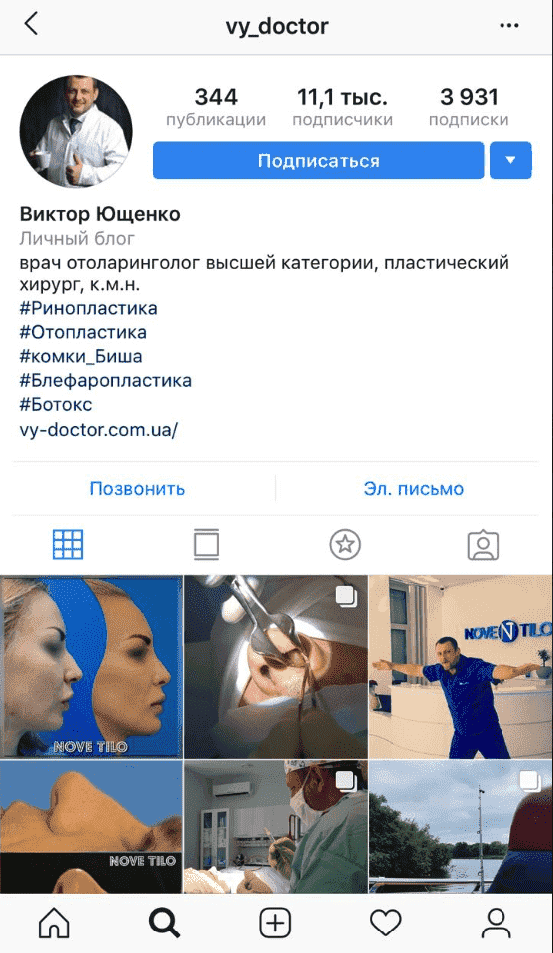 vy_doctor
344
11,1 тыс.
3 931
публикации
подписчики
подписки
Подписаться
Виктор Ющенко
Личный блог
врач отоларинголог высшей категории, пластический
хирург, к.м.н.
#Ринопластика
#Отопластика
#комки_Биша
#Блефаропластика
#Ботокс
vy-doctor.com.ua/
Позвонить
Эл. письмо
NOVE TILO
NOVE N TILO
NOVE TILO